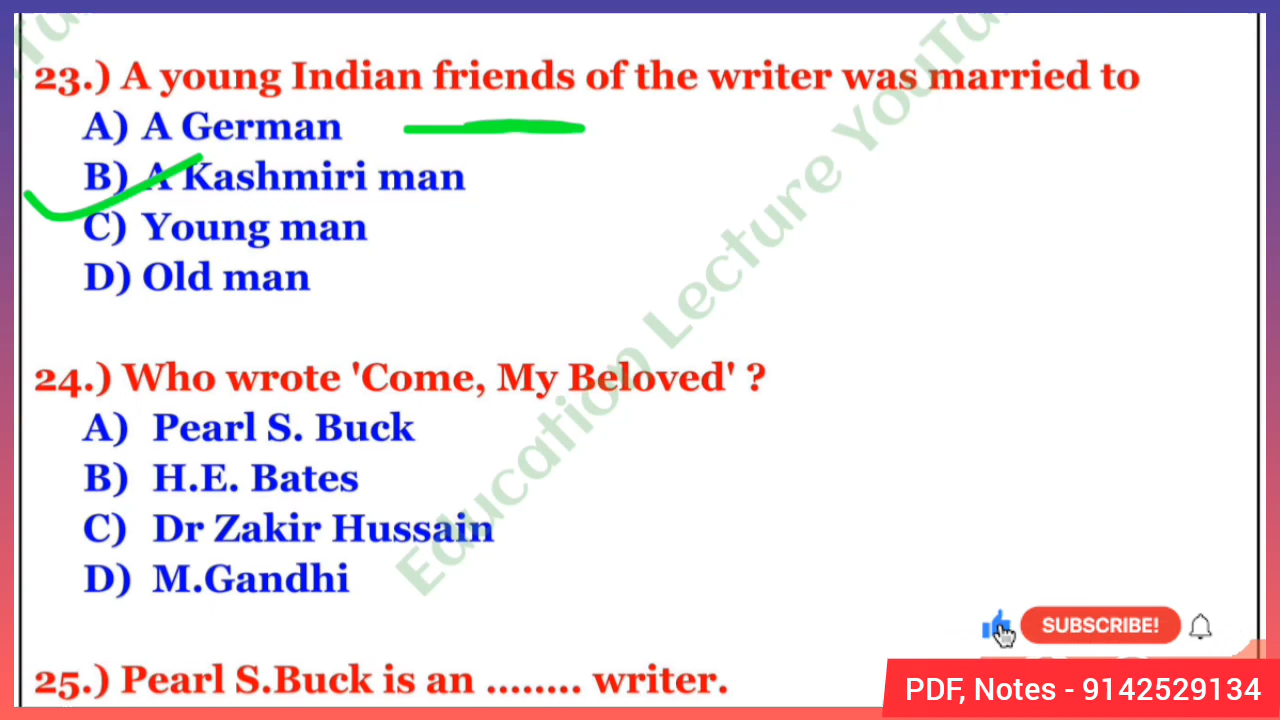 23.) A young Indian friends of the writer was married to
A) A German
B) A Kashmiri man
C) Young man
D) Old man
24.) Who wrote 'Come, My Beloved' ?
A) Pearl S. Buck
B) H.E. Bates
C) Dr Zakir Hussain
D) M.Gandhi
25.) Pearl S.Buck is an ........ writer.
Education Lecture YouTu
SUBSCRIBE!
PDF, Notes - 9142529134